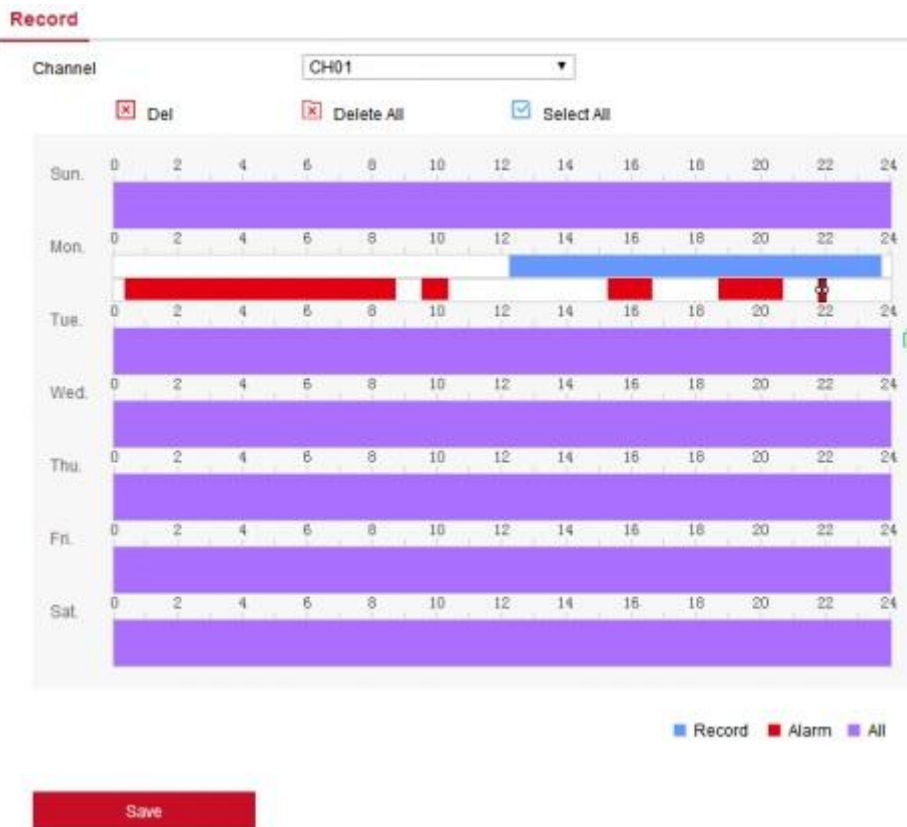 Record
Channel CH01
Del Delete All Select All
Sun. 0 2 4 6 8 10 12 14 16 18 20 22 24
Mon. 0 2 4 6 8 10 12 14 16 18 20 22 24
Tue. 0 2 4 6 8 10 12 14 16 18 20 22 24
Wed. 0 2 4 6 8 10 12 14 16 18 20 22 24
Thu. 0 2 4 6 8 10 12 14 16 18 20 22 24
Fri. 0 2 4 6 8 10 12 14 16 18 20 22 24
Sat. 0 2 4 6 8 10 12 14 16 18 20 22 24
Record Alarm All
Save